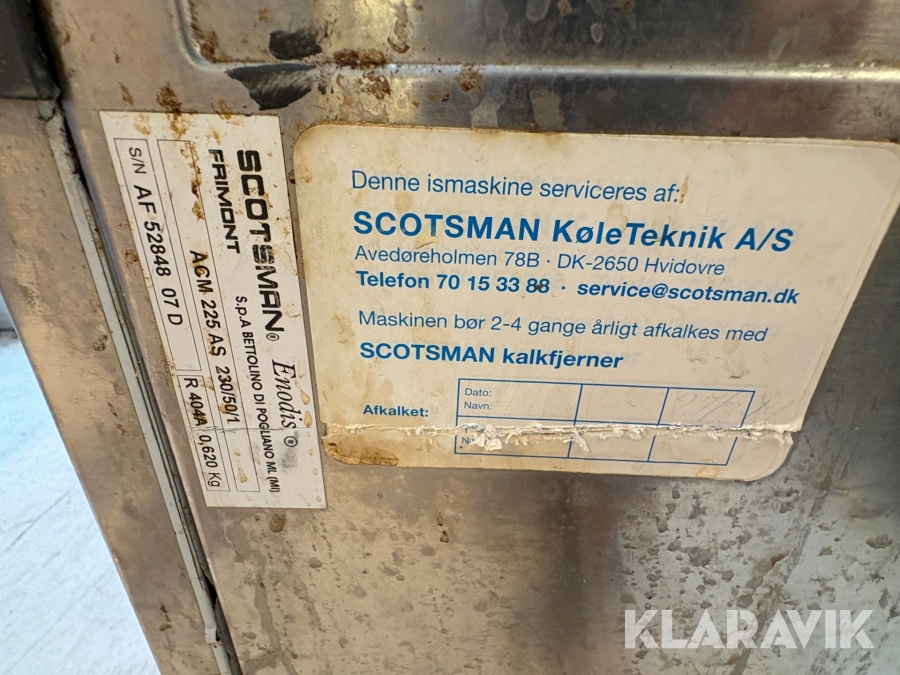 SCOTSMAN® Enodis®
FRIMONT S.p.A BETTOLINO DI POGLIANO MI. (MI)
ACM 225 AS 230/50/1
R 404A 0,620 Kg
S/N AF 52848 07 D
Denne ismaskine serviceres af:
SCOTSMAN KøleTeknik A/S
Avedøreholmen 78B · DK-2650 Hvidovre
Telefon 70 15 33 88 · service@scotsman.dk
Maskinen bør 2-4 gange årligt afkalkes med
SCOTSMAN kalkfjerner
Afkalket:
Dato:
Navn:
KLARAVIK